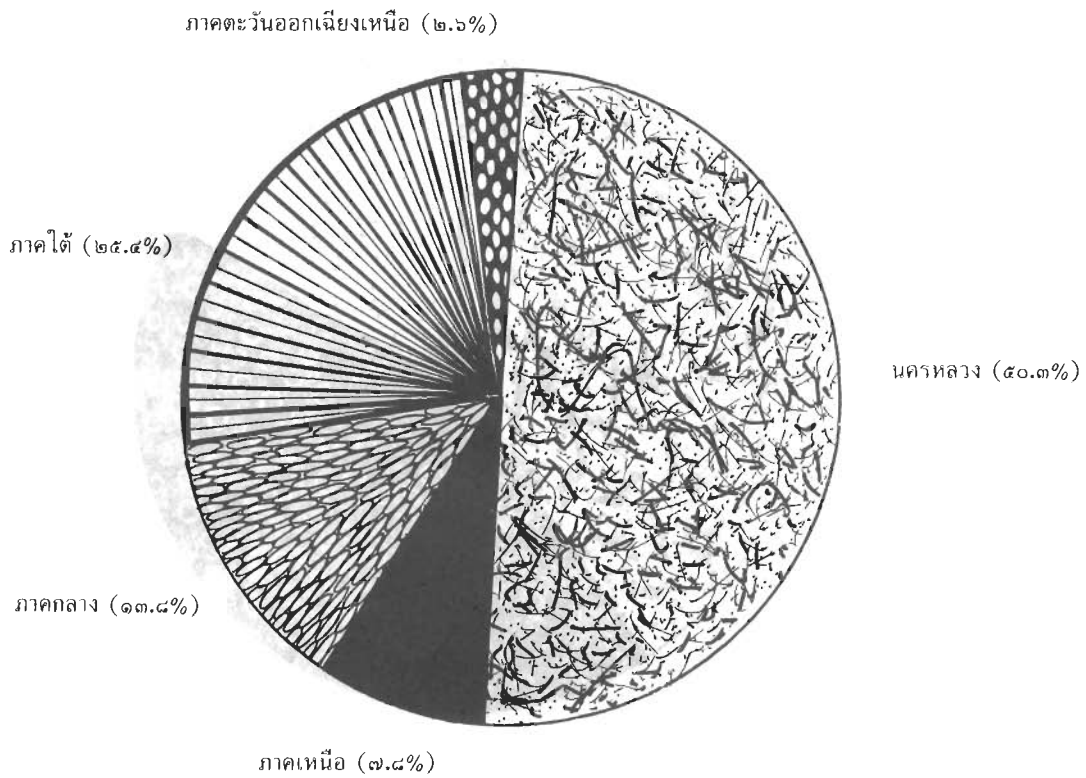 ภาคตะวันออกเฉียงเหนือ (๒.๖%)
ภาคใต้ (๒๕.๔%)
นครหลวง (๕๐.๓%)
ภาคกลาง (๑๓.๘%)
ภาคเหนือ (๗.๘%)